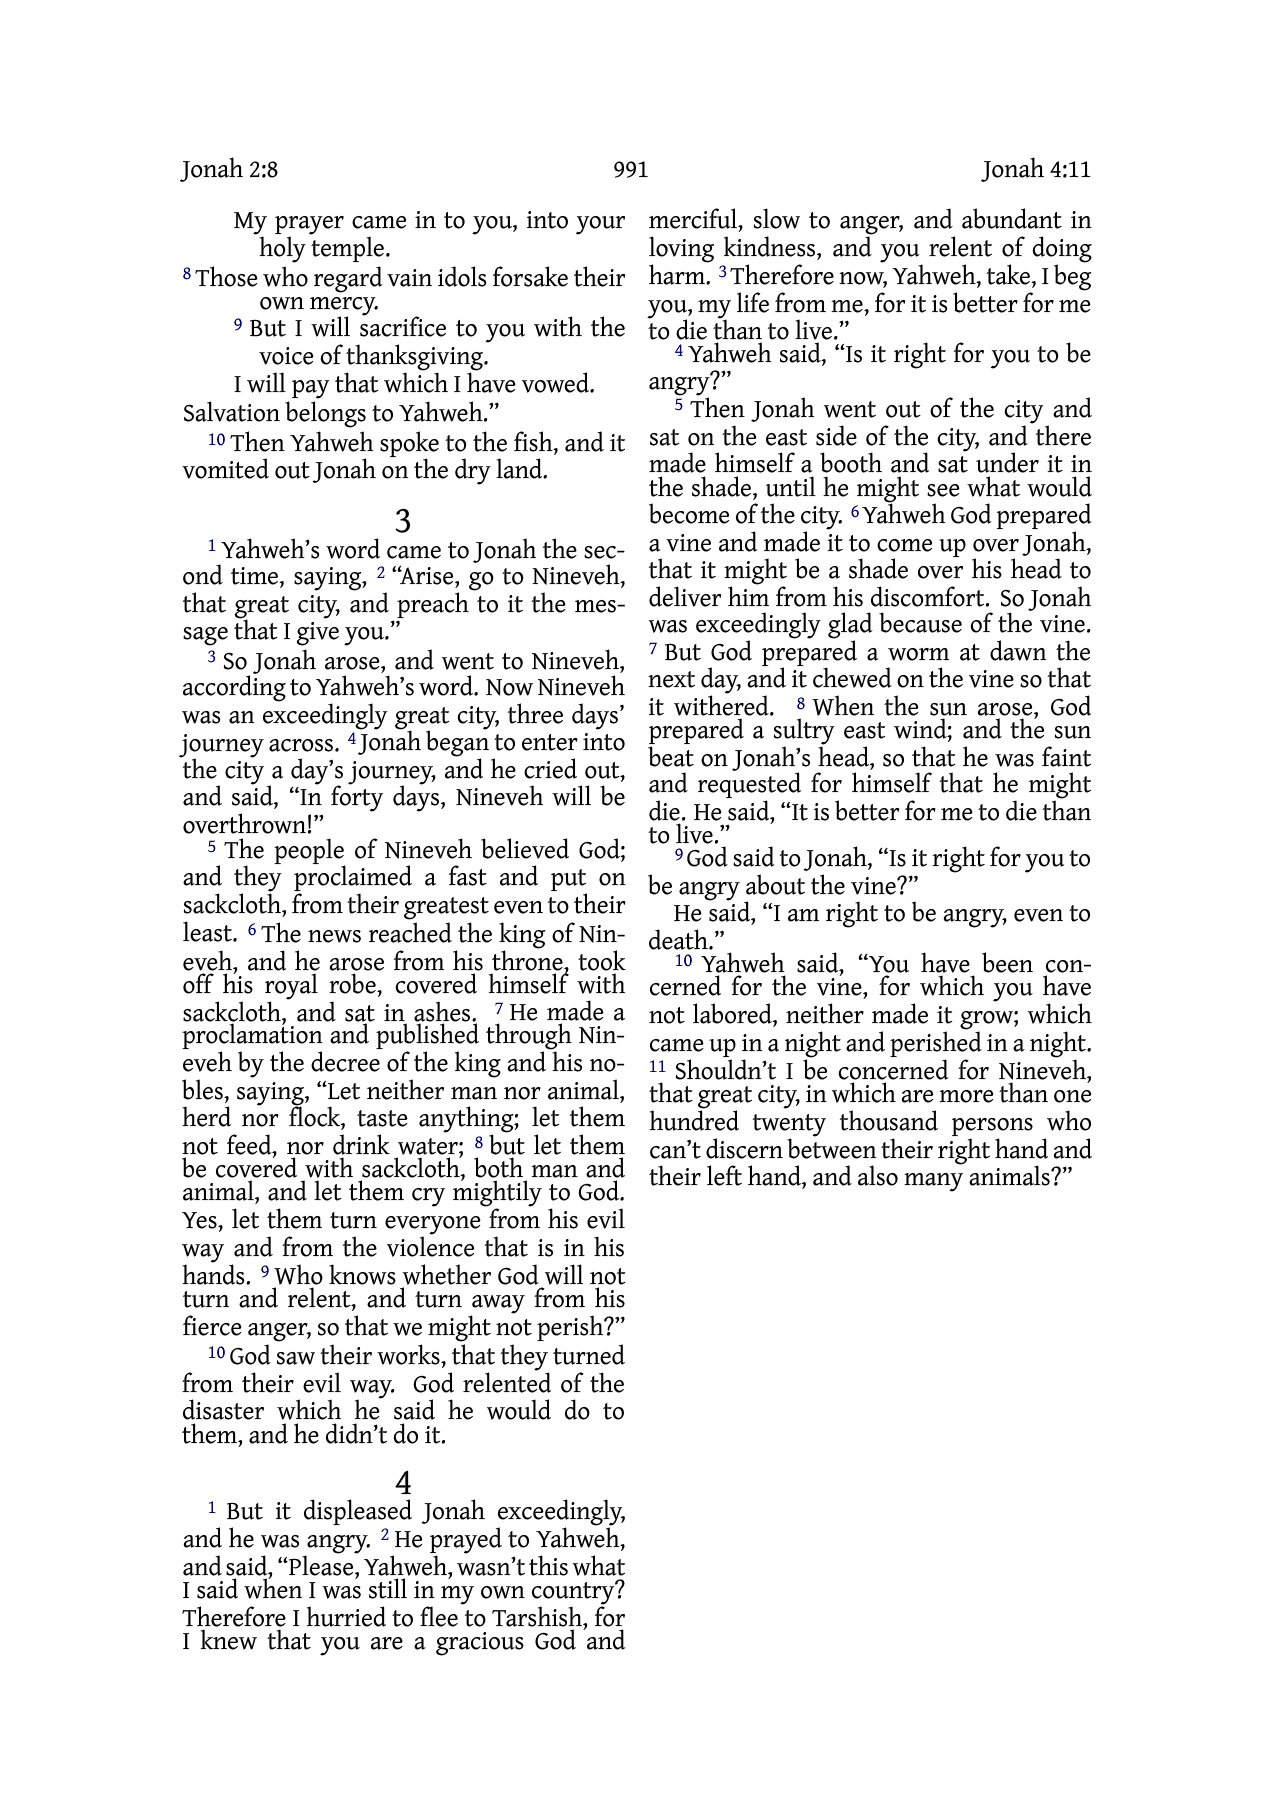 Jonah 2:8 991 Jonah 4:11
My prayer came in to you, into your
holy temple.
8 Those who regard vain idols forsake their
own mercy.
9 But I will sacrifice to you with the
voice of thanksgiving.
I will pay that which I have vowed.
Salvation belongs to Yahweh.”
10 Then Yahweh spoke to the fish, and it
vomited out Jonah on the dry land.
3
1 Yahweh’s word came to Jonah the sec-
ond time, saying, 2 “Arise, go to Nineveh,
that great city, and preach to it the mes-
sage that I give you.”
3 So Jonah arose, and went to Nineveh,
according to Yahweh’s word. Now Nineveh
was an exceedingly great city, three days’
journey across. 4 Jonah began to enter into
the city a day’s journey, and he cried out,
and said, “In forty days, Nineveh will be
overthrown!”
5 The people of Nineveh believed God;
and they proclaimed a fast and put on
sackcloth, from their greatest even to their
least. 6 The news reached the king of Nin-
eveh, and he arose from his throne, took
off his royal robe, covered himself with
sackcloth, and sat in ashes. 7 He made a
proclamation and published through Nin-
eveh by the decree of the king and his no-
bles, saying, “Let neither man nor animal,
herd nor flock, taste anything; let them
not feed, nor drink water; 8 but let them
be covered with sackcloth, both man and
animal, and let them cry mightily to God.
Yes, let them turn everyone from his evil
way and from the violence that is in his
hands. 9 Who knows whether God will not
turn and relent, and turn away from his
fierce anger, so that we might not perish?”
10 God saw their works, that they turned
from their evil way. God relented of the
disaster which he said he would do to
them, and he didn’t do it.
4
1 But it displeased Jonah exceedingly,
and he was angry. 2 He prayed to Yahweh,
and said, “Please, Yahweh, wasn’t this what
I said when I was still in my own country?
Therefore I hurried to flee to Tarshish, for
I knew that you are a gracious God and
merciful, slow to anger, and abundant in
loving kindness, and you relent of doing
harm. 3 Therefore now, Yahweh, take, I beg
you, my life from me, for it is better for me
to die than to live.”
4 Yahweh said, “Is it right for you to be
angry?”
5 Then Jonah went out of the city and
sat on the east side of the city, and there
made himself a booth and sat under it in
the shade, until he might see what would
become of the city. 6 Yahweh God prepared
a vine and made it to come up over Jonah,
that it might be a shade over his head to
deliver him from his discomfort. So Jonah
was exceedingly glad because of the vine.
7 But God prepared a worm at dawn the
next day, and it chewed on the vine so that
it withered. 8 When the sun arose, God
prepared a sultry east wind; and the sun
beat on Jonah’s head, so that he was faint
and requested for himself that he might
die. He said, “It is better for me to die than
to live.”
9 God said to Jonah, “Is it right for you to
be angry about the vine?”
He said, “I am right to be angry, even to
death.”
10 Yahweh said, “You have been con-
cerned for the vine, for which you have
not labored, neither made it grow; which
came up in a night and perished in a night.
11 Shouldn’t I be concerned for Nineveh,
that great city, in which are more than one
hundred twenty thousand persons who
can’t discern between their right hand and
their left hand, and also many animals?”